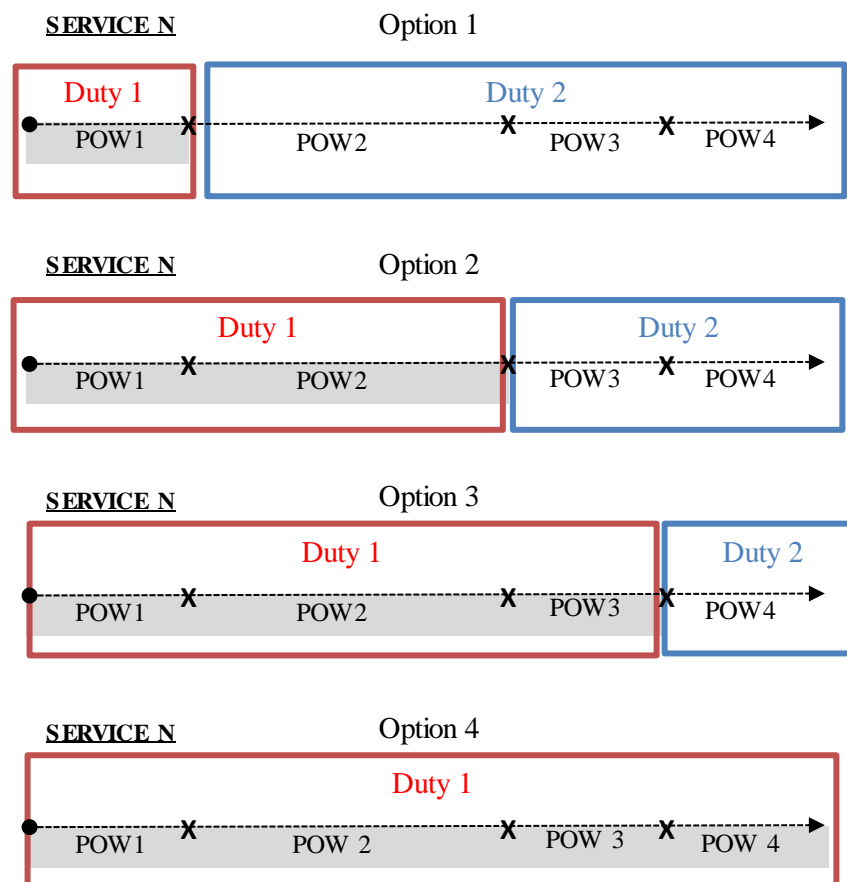 SERVICE N Option 1
Duty 1 Duty 2
X X X
POW1 POW2 POW3 POW4
SERVICE N Option 2
Duty 1 Duty 2
X X X
POW1 POW2 POW3 POW4
SERVICE N Option 3
Duty 1 Duty 2
X X X
POW1 POW2 POW3 POW4
SERVICE N Option 4
Duty 1
X X X
POW1 POW 2 POW 3 POW 4